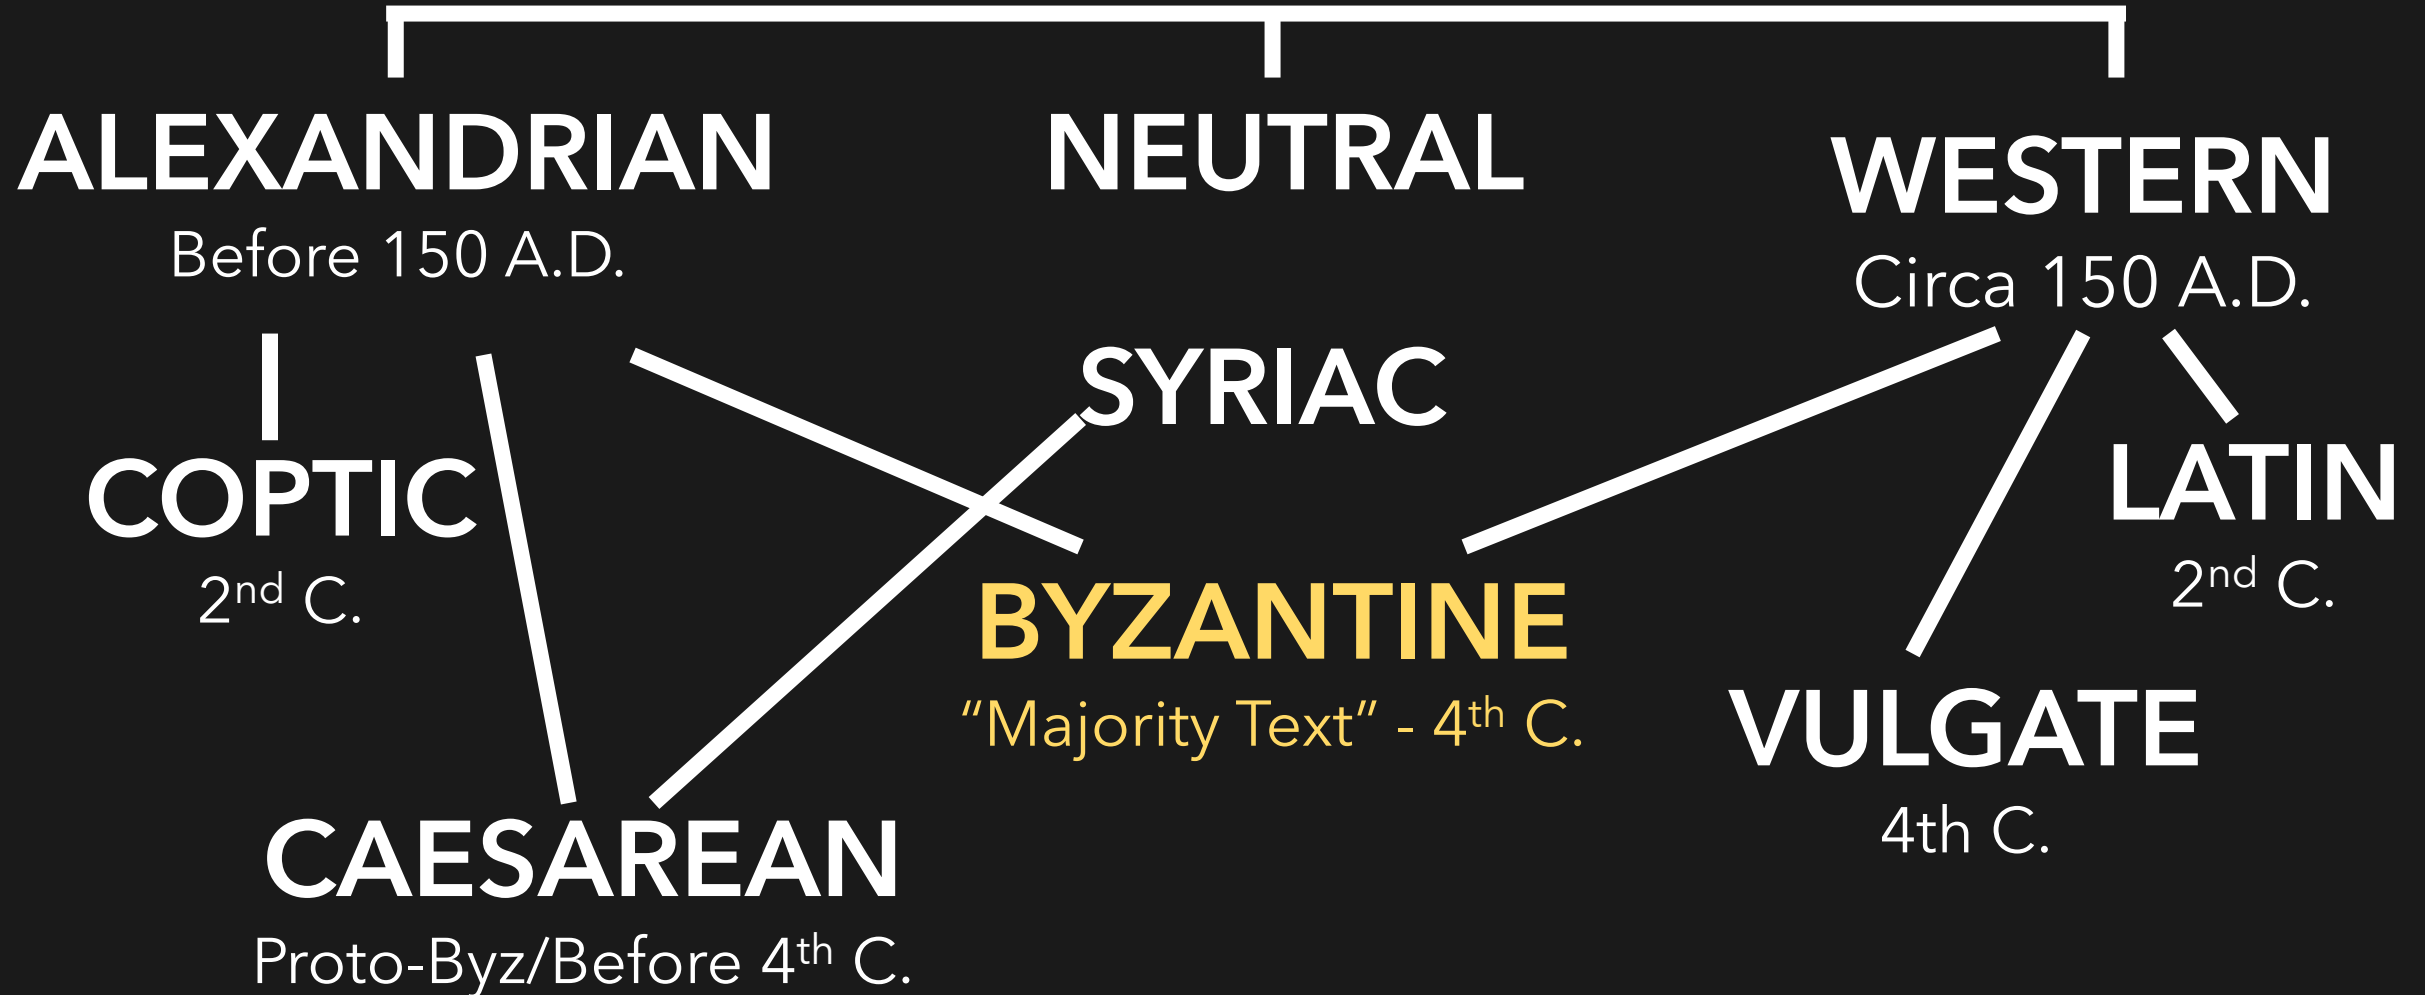 ALEXANDRIAN
Before 150 A.D.
NEUTRAL
WESTERN
Circa 150 A.D.
SYRIAC
COPTIC
2nd C.
LATIN
2nd C.
BYZANTINE
“Majority Text” - 4th C.
VULGATE
4th C.
CAESAREAN
Proto-Byz/Before 4th C.